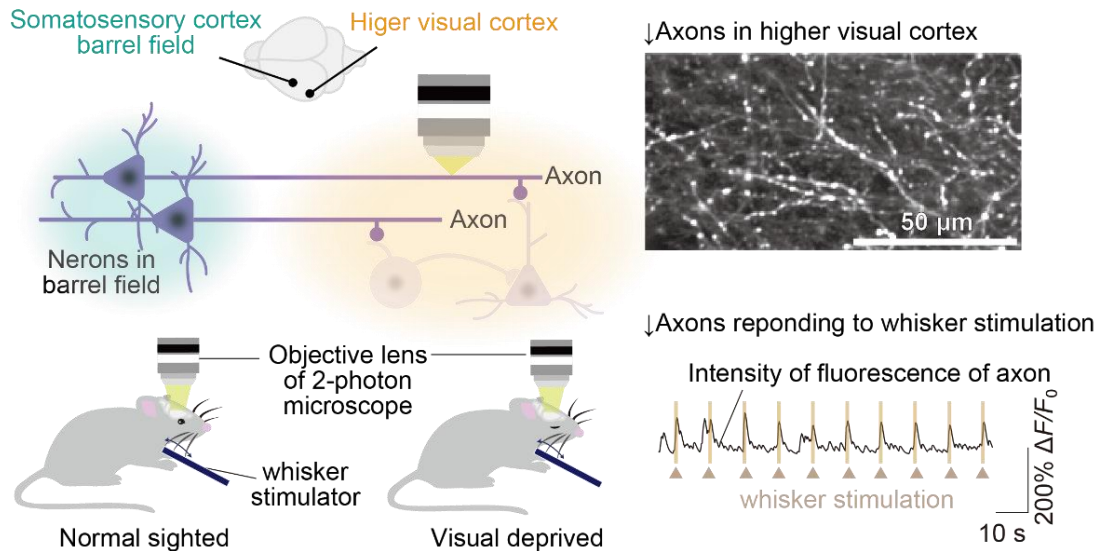 Somatosensory cortex
barrel field
Higer visual cortex
Axon
Axon
Nerons in
barrel field
Objective lens
of 2-photon
microscope
whisker
stimulator
Normal sighted
Visual deprived
↓Axons in higher visual cortex
50 µm
↓Axons reponding to whisker stimulation
Intensity of fluorescence of axon
whisker stimulation
200% ΔF/F₀
10 s